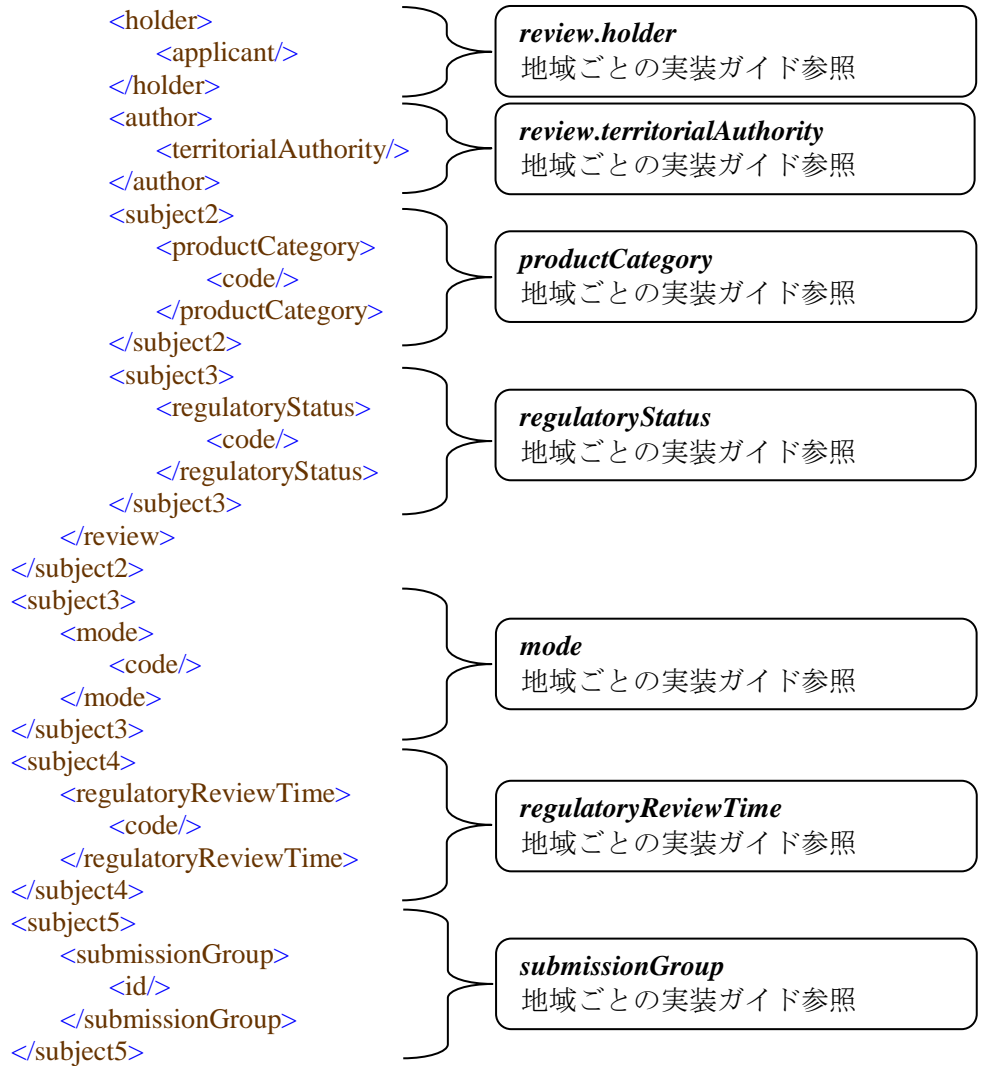 <holder>
<applicant/>
</holder>
review.holder
地域ごとの実装ガイド参照
<author>
<territorialAuthority/>
</author>
review.territorialAuthority
地域ごとの実装ガイド参照
<subject2>
<productCategory>
<code/>
</productCategory>
</subject2>
productCategory
地域ごとの実装ガイド参照
<subject3>
<regulatoryStatus>
<code/>
</regulatoryStatus>
</subject3>
regulatoryStatus
地域ごとの実装ガイド参照
</review>
</subject2>
<subject3>
<mode>
<code/>
</mode>
</subject3>
mode
地域ごとの実装ガイド参照
<subject4>
<regulatoryReviewTime>
<code/>
</regulatoryReviewTime>
</subject4>
regulatoryReviewTime
地域ごとの実装ガイド参照
<subject5>
<submissionGroup>
<id/>
</submissionGroup>
</subject5>
submissionGroup
地域ごとの実装ガイド参照